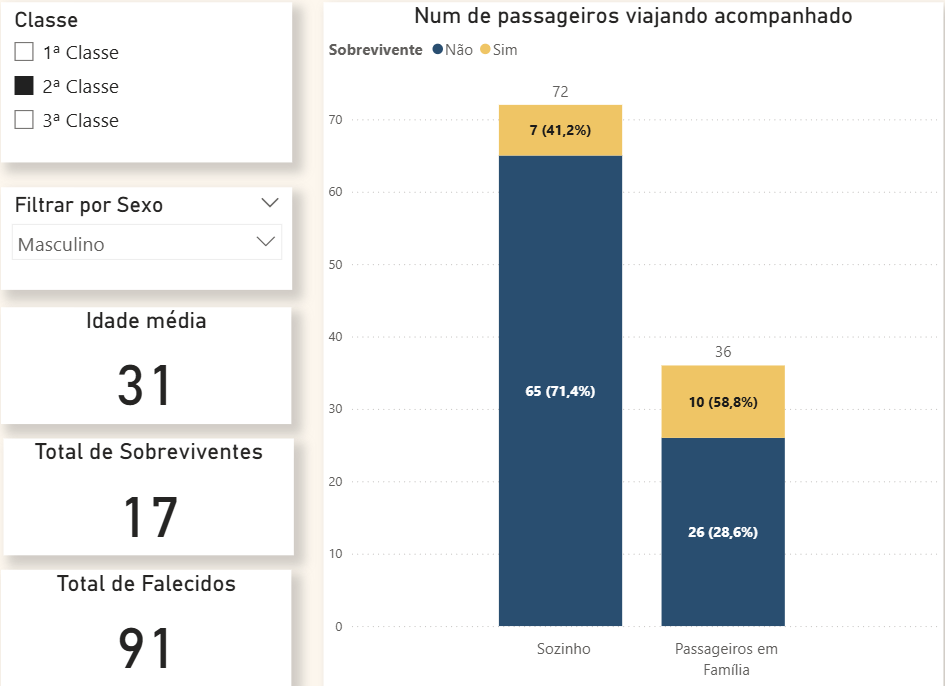 Classe
1ª Classe
2ª Classe
3ª Classe
Filtrar por Sexo
Masculino
Idade média
31
Total de Sobreviventes
17
Total de Falecidos
91
Num de passageiros viajando acompanhado
Sobrevivente Não Sim
72
70
7 (41,2%)
60
50
40
36
65 (71,4%)
10 (58,8%)
30
20
26 (28,6%)
10
0
Sozinho
Passageiros em
Família